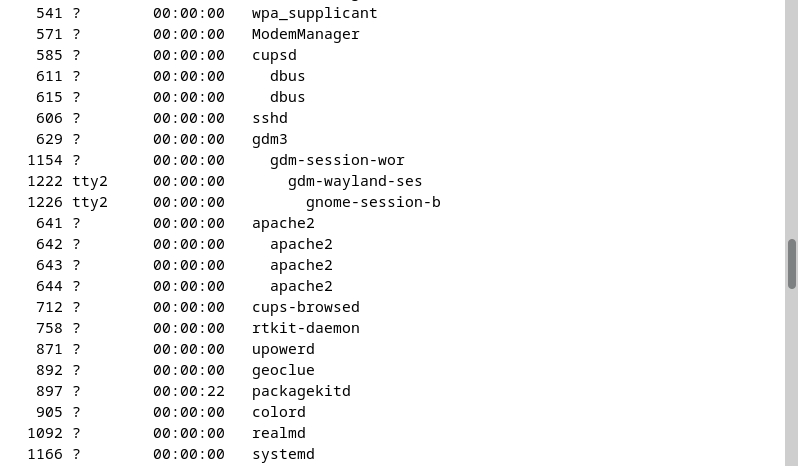 541 ?        00:00:00   wpa_supplicant
571 ?        00:00:00   ModemManager
585 ?        00:00:00   cupsd
611 ?        00:00:00     dbus
615 ?        00:00:00     dbus
606 ?        00:00:00   sshd
629 ?        00:00:00   gdm3
1154 ?        00:00:00     gdm-session-wor
1222 tty2     00:00:00       gdm-wayland-ses
1226 tty2     00:00:00         gnome-session-b
641 ?        00:00:00   apache2
642 ?        00:00:00     apache2
643 ?        00:00:00     apache2
644 ?        00:00:00     apache2
712 ?        00:00:00   cups-browsed
758 ?        00:00:00   rtkit-daemon
871 ?        00:00:00   upowerd
892 ?        00:00:00   geoclue
897 ?        00:00:22   packagekitd
905 ?        00:00:00   colord
1092 ?        00:00:00   realmd
1166 ?        00:00:00   systemd